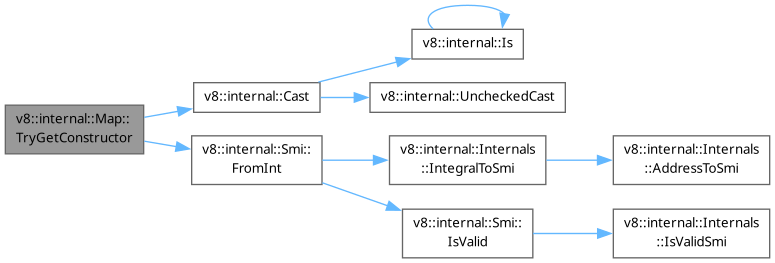 v8::internal::Is
v8::internal::Cast
v8::internal::UncheckedCast
v8::internal::Map::
TryGetConstructor
v8::internal::Smi::
FromInt
v8::internal::Internals
::IntegralToSmi
v8::internal::Internals
::AddressToSmi
v8::internal::Smi::
IsValid
v8::internal::Internals
::IsValidSmi